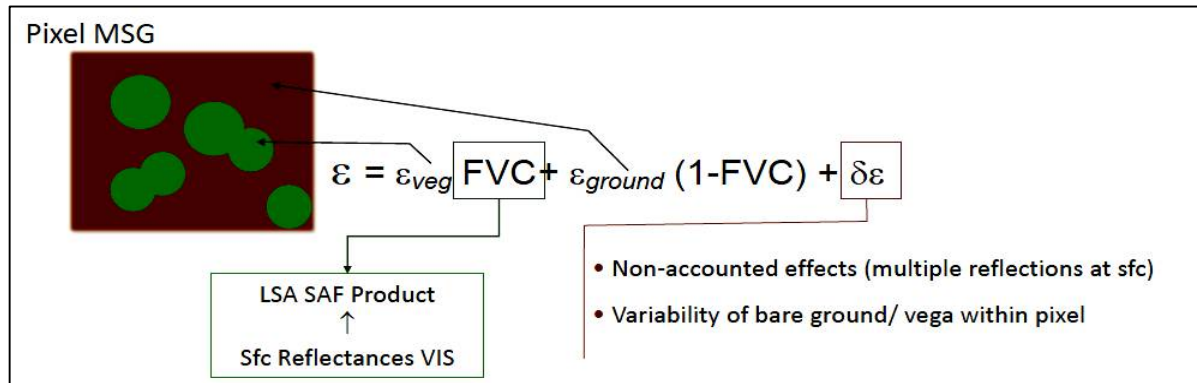 Pixel MSG
ε = εveg FVC+ εground (1-FVC) + δε
• Non-accounted effects (multiple reflections at sfc)
• Variability of bare ground/ vega within pixel
LSA SAF Product
↑
Sfc Reflectances VIS